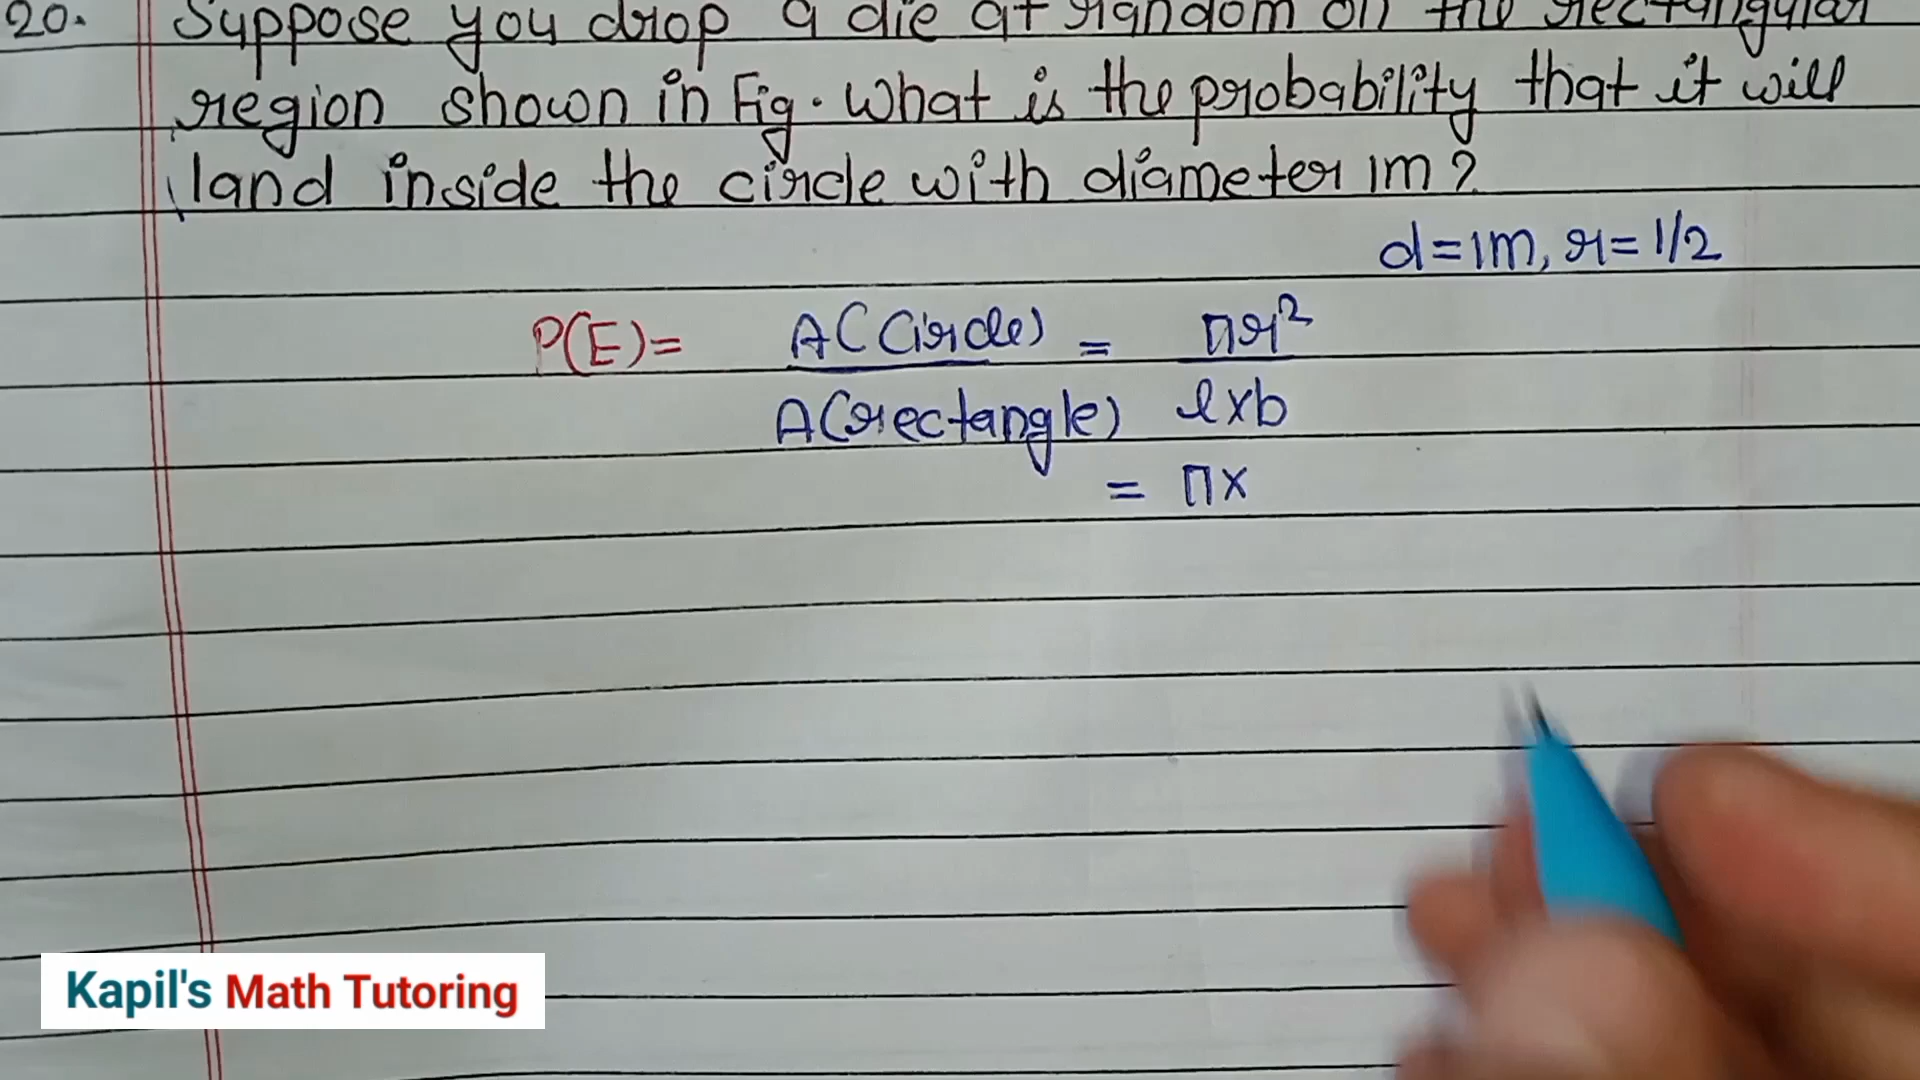 20. Suppose you drop a die at random on the rectangular
region shown in Fig. What is the probability that it will
land inside the circle with diameter 1m?
d=1m, r=1/2
P(E)= A(Circle) = πr²
A(rectangle) l×b
= π×
Kapil's Math Tutoring